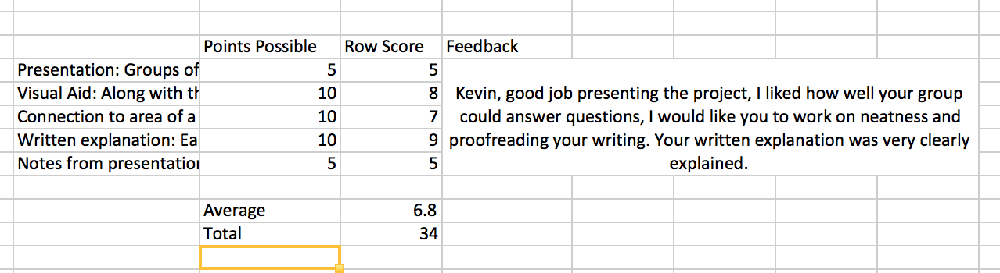 Points Possible Row Score Feedback
Presentation: Groups of 5 5
Visual Aid: Along with 10 8 Kevin, good job presenting the project, I liked how well your group
Connection to area of a 10 7 could answer questions, I would like you to work on neatness and
Written explanation: Ea 10 9 proofreading your writing. Your written explanation was very clearly
Notes from 5 5 explained.
Average 6.8
Total 34